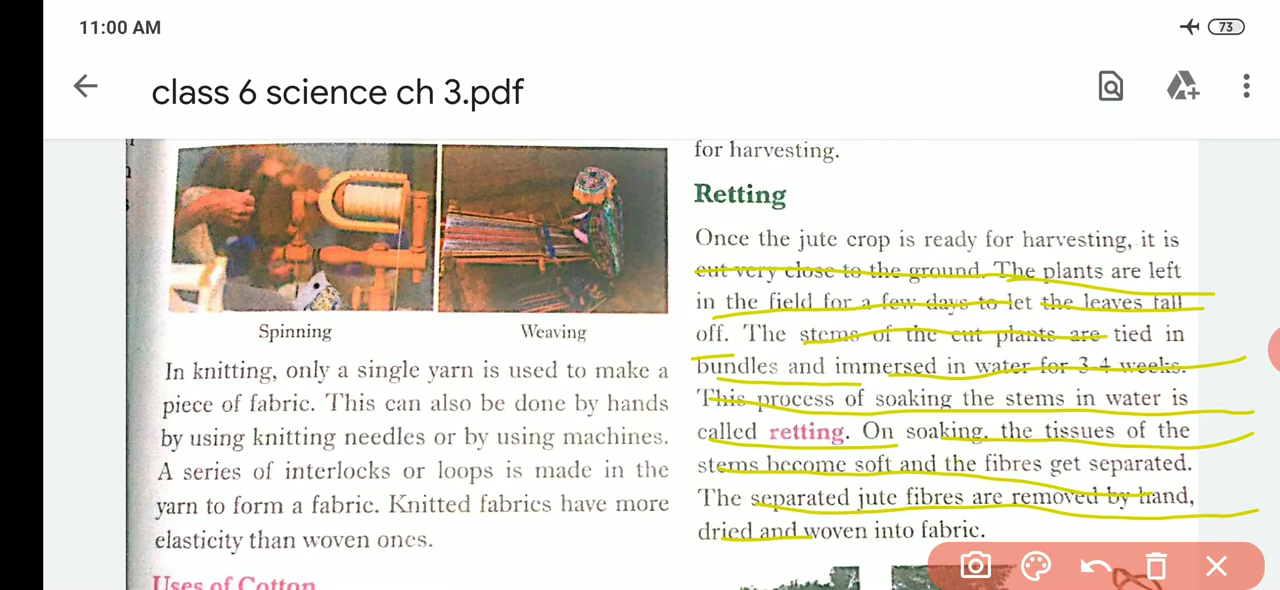 11:00 AM
73
class 6 science ch 3.pdf
Spinning
Weaving
In knitting, only a single yarn is used to make a
piece of fabric. This can also be done by hands
by using knitting needles or by using machines.
A series of interlocks or loops is made in the
yarn to form a fabric. Knitted fabrics have more
elasticity than woven ones.
Uses of Cotton
for harvesting.
Retting
Once the jute crop is ready for harvesting, it is
cut very close to the ground. The plants are left
in the field for a few days to let the leaves fall
off. The stems of the cut plants are tied in
bundles and immersed in water for 3-4 weeks.
This process of soaking the stems in water is
called retting. On soaking, the tissues of the
stems become soft and the fibres get separated.
The separated jute fibres are removed by hand,
dried and woven into fabric.